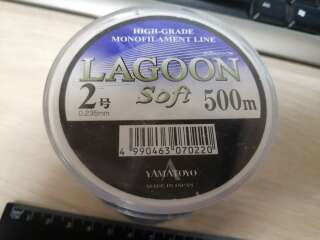 HIGH-GRADE
MONOFILAMENT LINE
LAGOON
2号 Soft 500m
0.235mm
4 990463 070220
YAMATOYO
MADE IN JAPAN